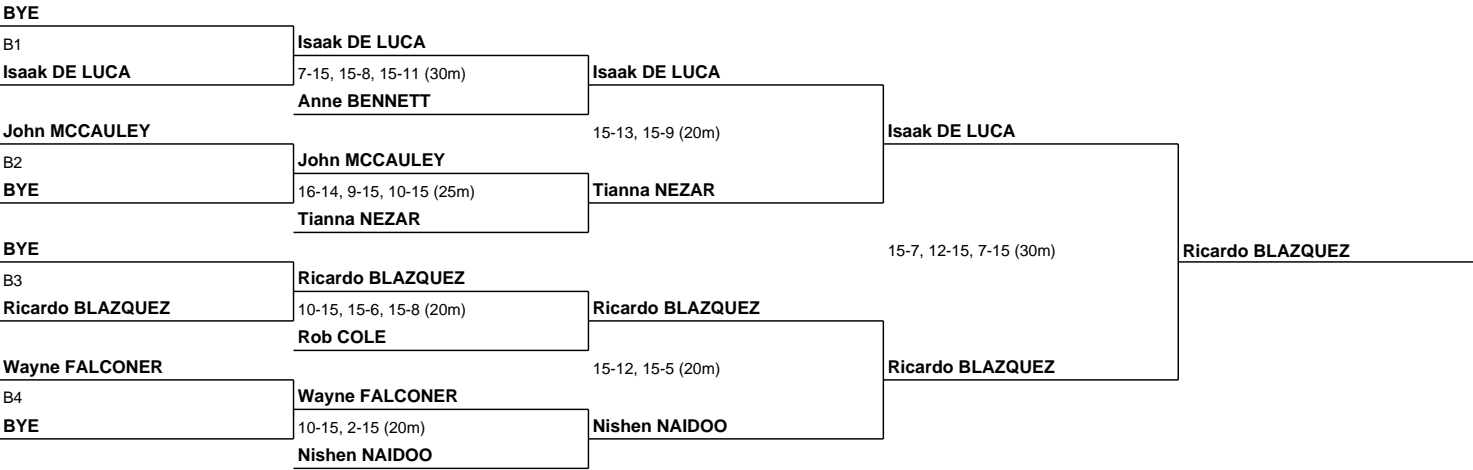 BYE
B1
Isaak DE LUCA
John MCCAULEY
B2
BYE
BYE
B3
Ricardo BLAZQUEZ
Wayne FALCONER
B4
BYE
Isaak DE LUCA
7-15, 15-8, 15-11 (30m)
Anne BENNETT
John MCCAULEY
16-14, 9-15, 10-15 (25m)
Tianna NEZAR
Ricardo BLAZQUEZ
10-15, 15-6, 15-8 (20m)
Rob COLE
Wayne FALCONER
10-15, 2-15 (20m)
Nishen NAIDOO
Isaak DE LUCA
15-13, 15-9 (20m)
Tianna NEZAR
Ricardo BLAZQUEZ
15-12, 15-5 (20m)
Nishen NAIDOO
Isaak DE LUCA
15-7, 12-15, 7-15 (30m)
Ricardo BLAZQUEZ
Ricardo BLAZQUEZ